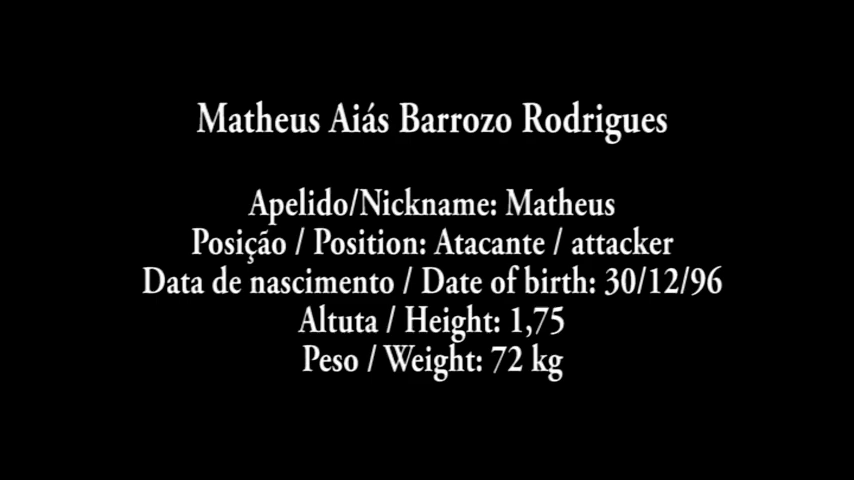 Matheus Aiás Barrozo Rodrigues
Apelido/Nickname: Matheus
Posição / Position: Atacante / attacker
Data de nascimento / Date of birth: 30/12/96
Altuta / Height: 1,75
Peso / Weight: 72 kg